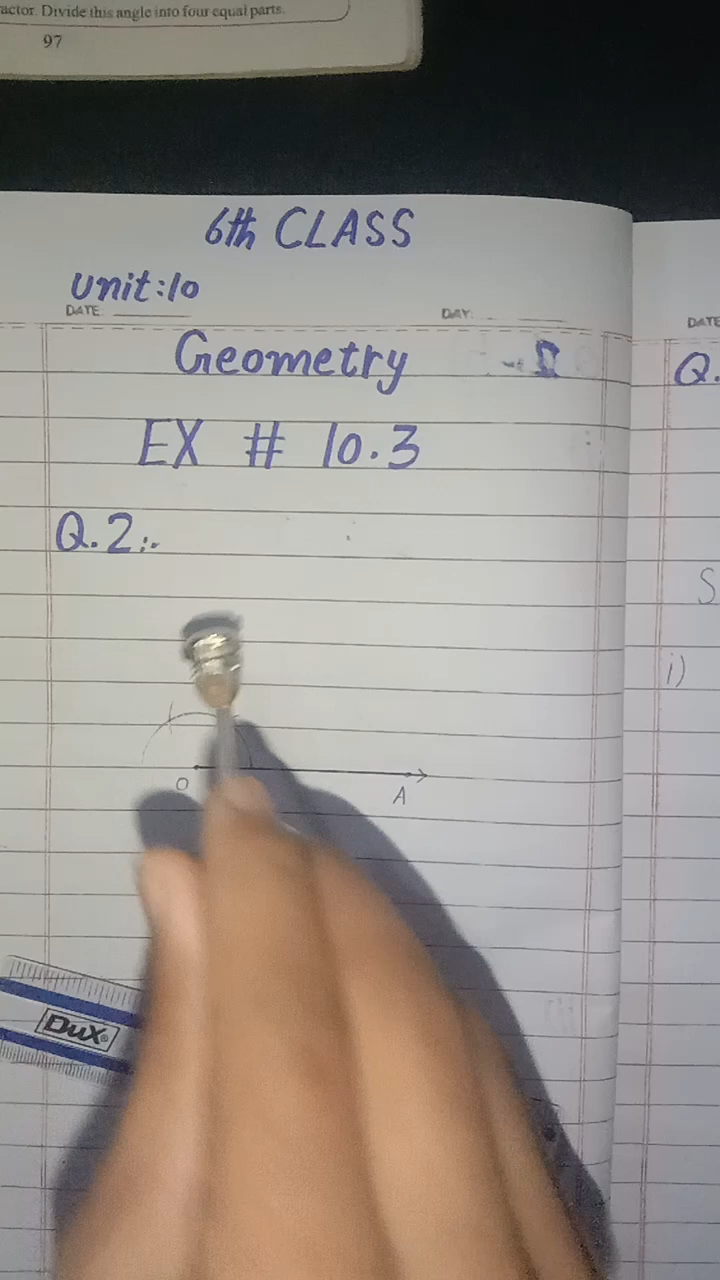 actor. Divide this angle into four equal parts.
97
6th CLASS
Unit:10
DATE
DAY
DATE
Geometry
Q.
EX # 10.3
Q.2:.
S
i)
O
A
DUX